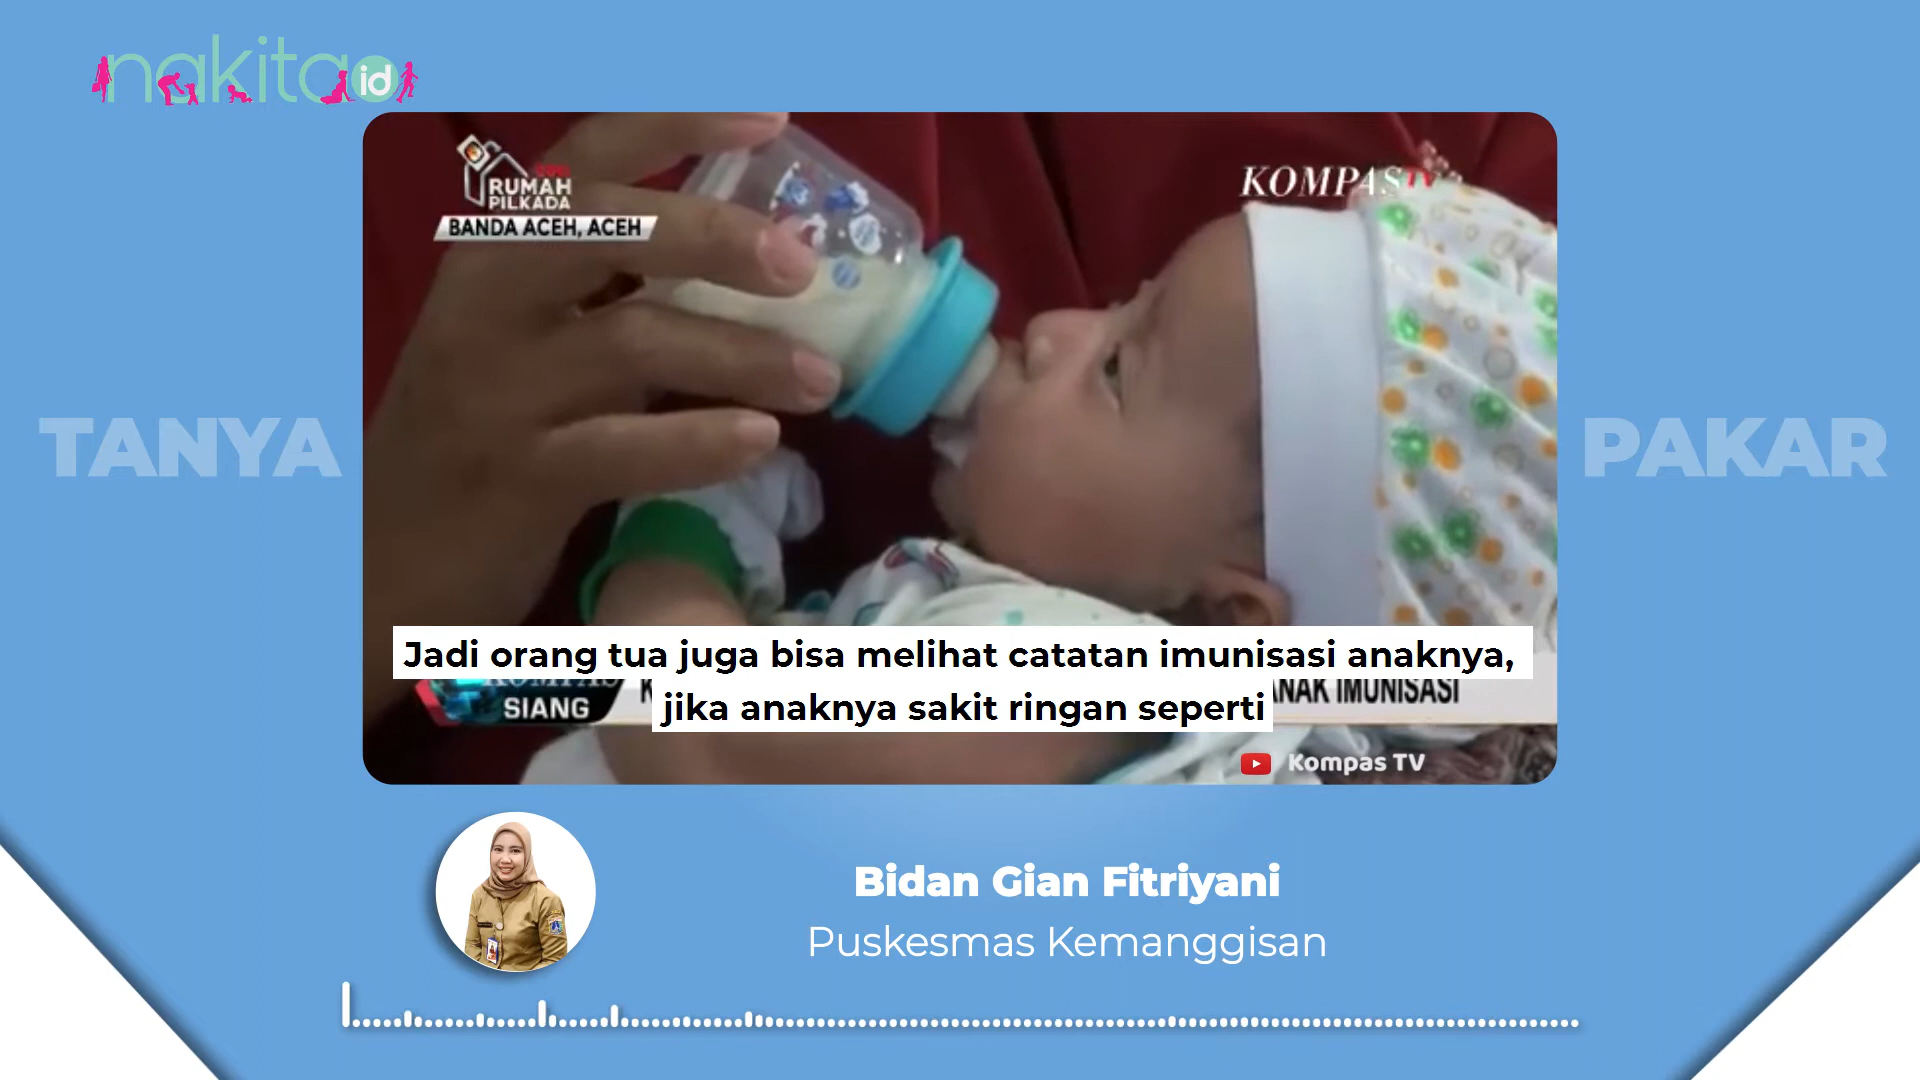 nakita id
RUMAH
PILKADA
BANDA ACEH, ACEH
KOMPAS TV
TANYA
PAKAR
Jadi orang tua juga bisa melihat catatan imunisasi anaknya,
jika anaknya sakit ringan seperti
SIANG
ANAK IMUNISASI
Kompas TV
Bidan Gian Fitriyani
Puskesmas Kemanggisan